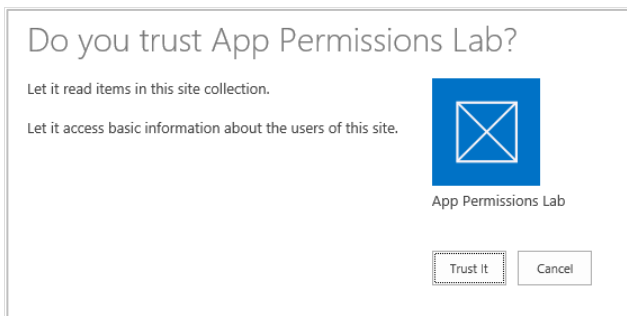 Do you trust App Permissions Lab?
Let it read items in this site collection.
Let it access basic information about the users of this site.
App Permissions Lab
Trust It
Cancel